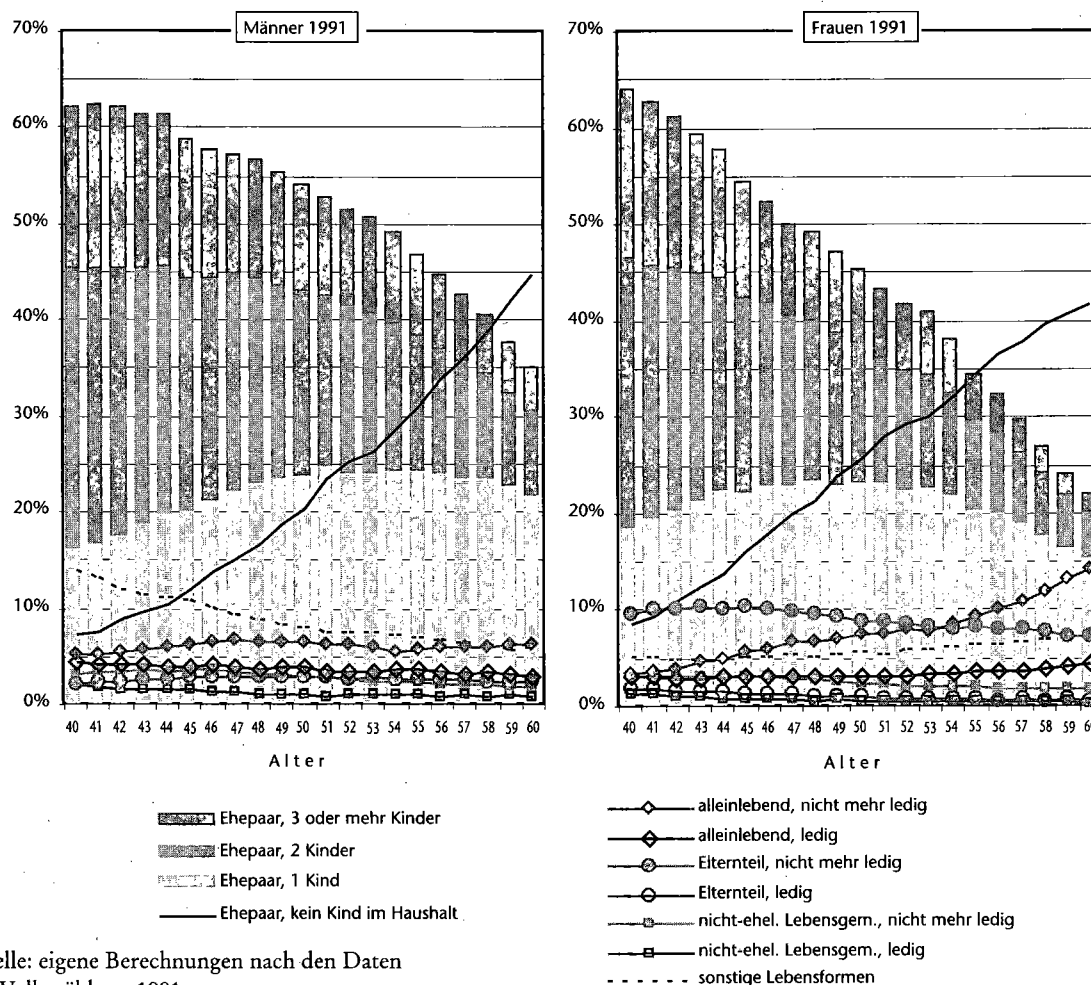 Männer 1991
70%
60%
50%
40%
30%
20%
10%
0%
40 41 42 43 44 45 46 47 48 49 50 51 52 53 54 55 56 57 58 59 60
Alter
Frauen 1991
70%
60%
50%
40%
30%
20%
10%
0%
40 41 42 43 44 45 46 47 48 49 50 51 52 53 54 55 56 57 58 59
Alter
Ehepaar, 3 oder mehr Kinder
Ehepaar, 2 Kinder
Ehepaar, 1 Kind
Ehepaar, kein Kind im Haushalt
alleinlebend, nicht mehr ledig
alleinlebend, ledig
Elternteil, nicht mehr ledig
Elternteil, ledig
nicht-ehel. Lebensgem., nicht mehr ledig
nicht-ehel. Lebensgem., ledig
sonstige Lebensformen
elle: eigene Berechnungen nach den Daten
1991